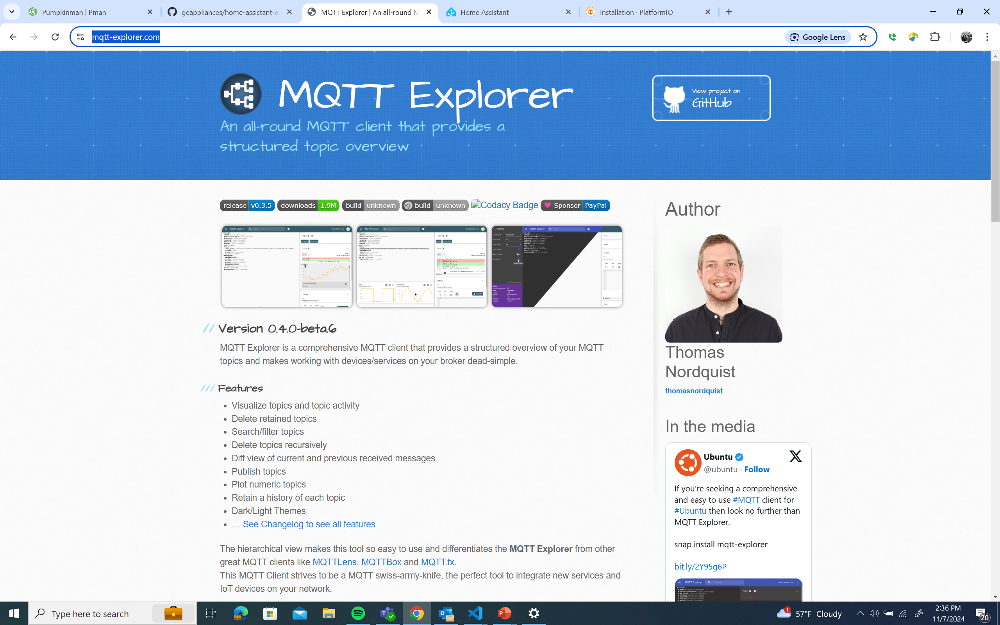 Pumpkinman | Pman
geappliances/home-assistant-a
MQTT Explorer | An all-round M
Home Assistant
Installation · PlatformIO
mqtt-explorer.com
Google Lens
MQTT Explorer
An all-round MQTT client that provides a
structured topic overview
View project on
GitHub
release v0.3.5 downloads 1.9M build unknown build unknown Codacy Badge Sponsor PayPal
Version 0.4.0-beta.6
MQTT Explorer is a comprehensive MQTT client that provides a structured overview of your MQTT
topics and makes working with devices/services on your broker dead-simple.
Features
Visualize topics and topic activity
Delete retained topics
Search/filter topics
Delete topics recursively
Diff view of current and previous received messages
Publish topics
Plot numeric topics
Retain a history of each topic
Dark/Light Themes
… See Changelog to see all features
The hierarchical view makes this tool so easy to use and differentiates the MQTT Explorer from other
great MQTT clients like MQTTLens, MQTTBox and MQTT.fx.
This MQTT Client strives to be a MQTT swiss-army-knife, the perfect tool to integrate new services and
IoT devices on your network.
Author
Thomas
Nordquist
thomasnordquist
In the media
Ubuntu
@ubuntu · Follow
If you're seeking a comprehensive
and easy to use #MQTT client for
#Ubuntu then look no further than
MQTT Explorer.
snap install mqtt-explorer
bit.ly/2Y95g6P
MQTT Explorer
Type here to search
1
57°F Cloudy
2:36 PM
11/7/2024
20